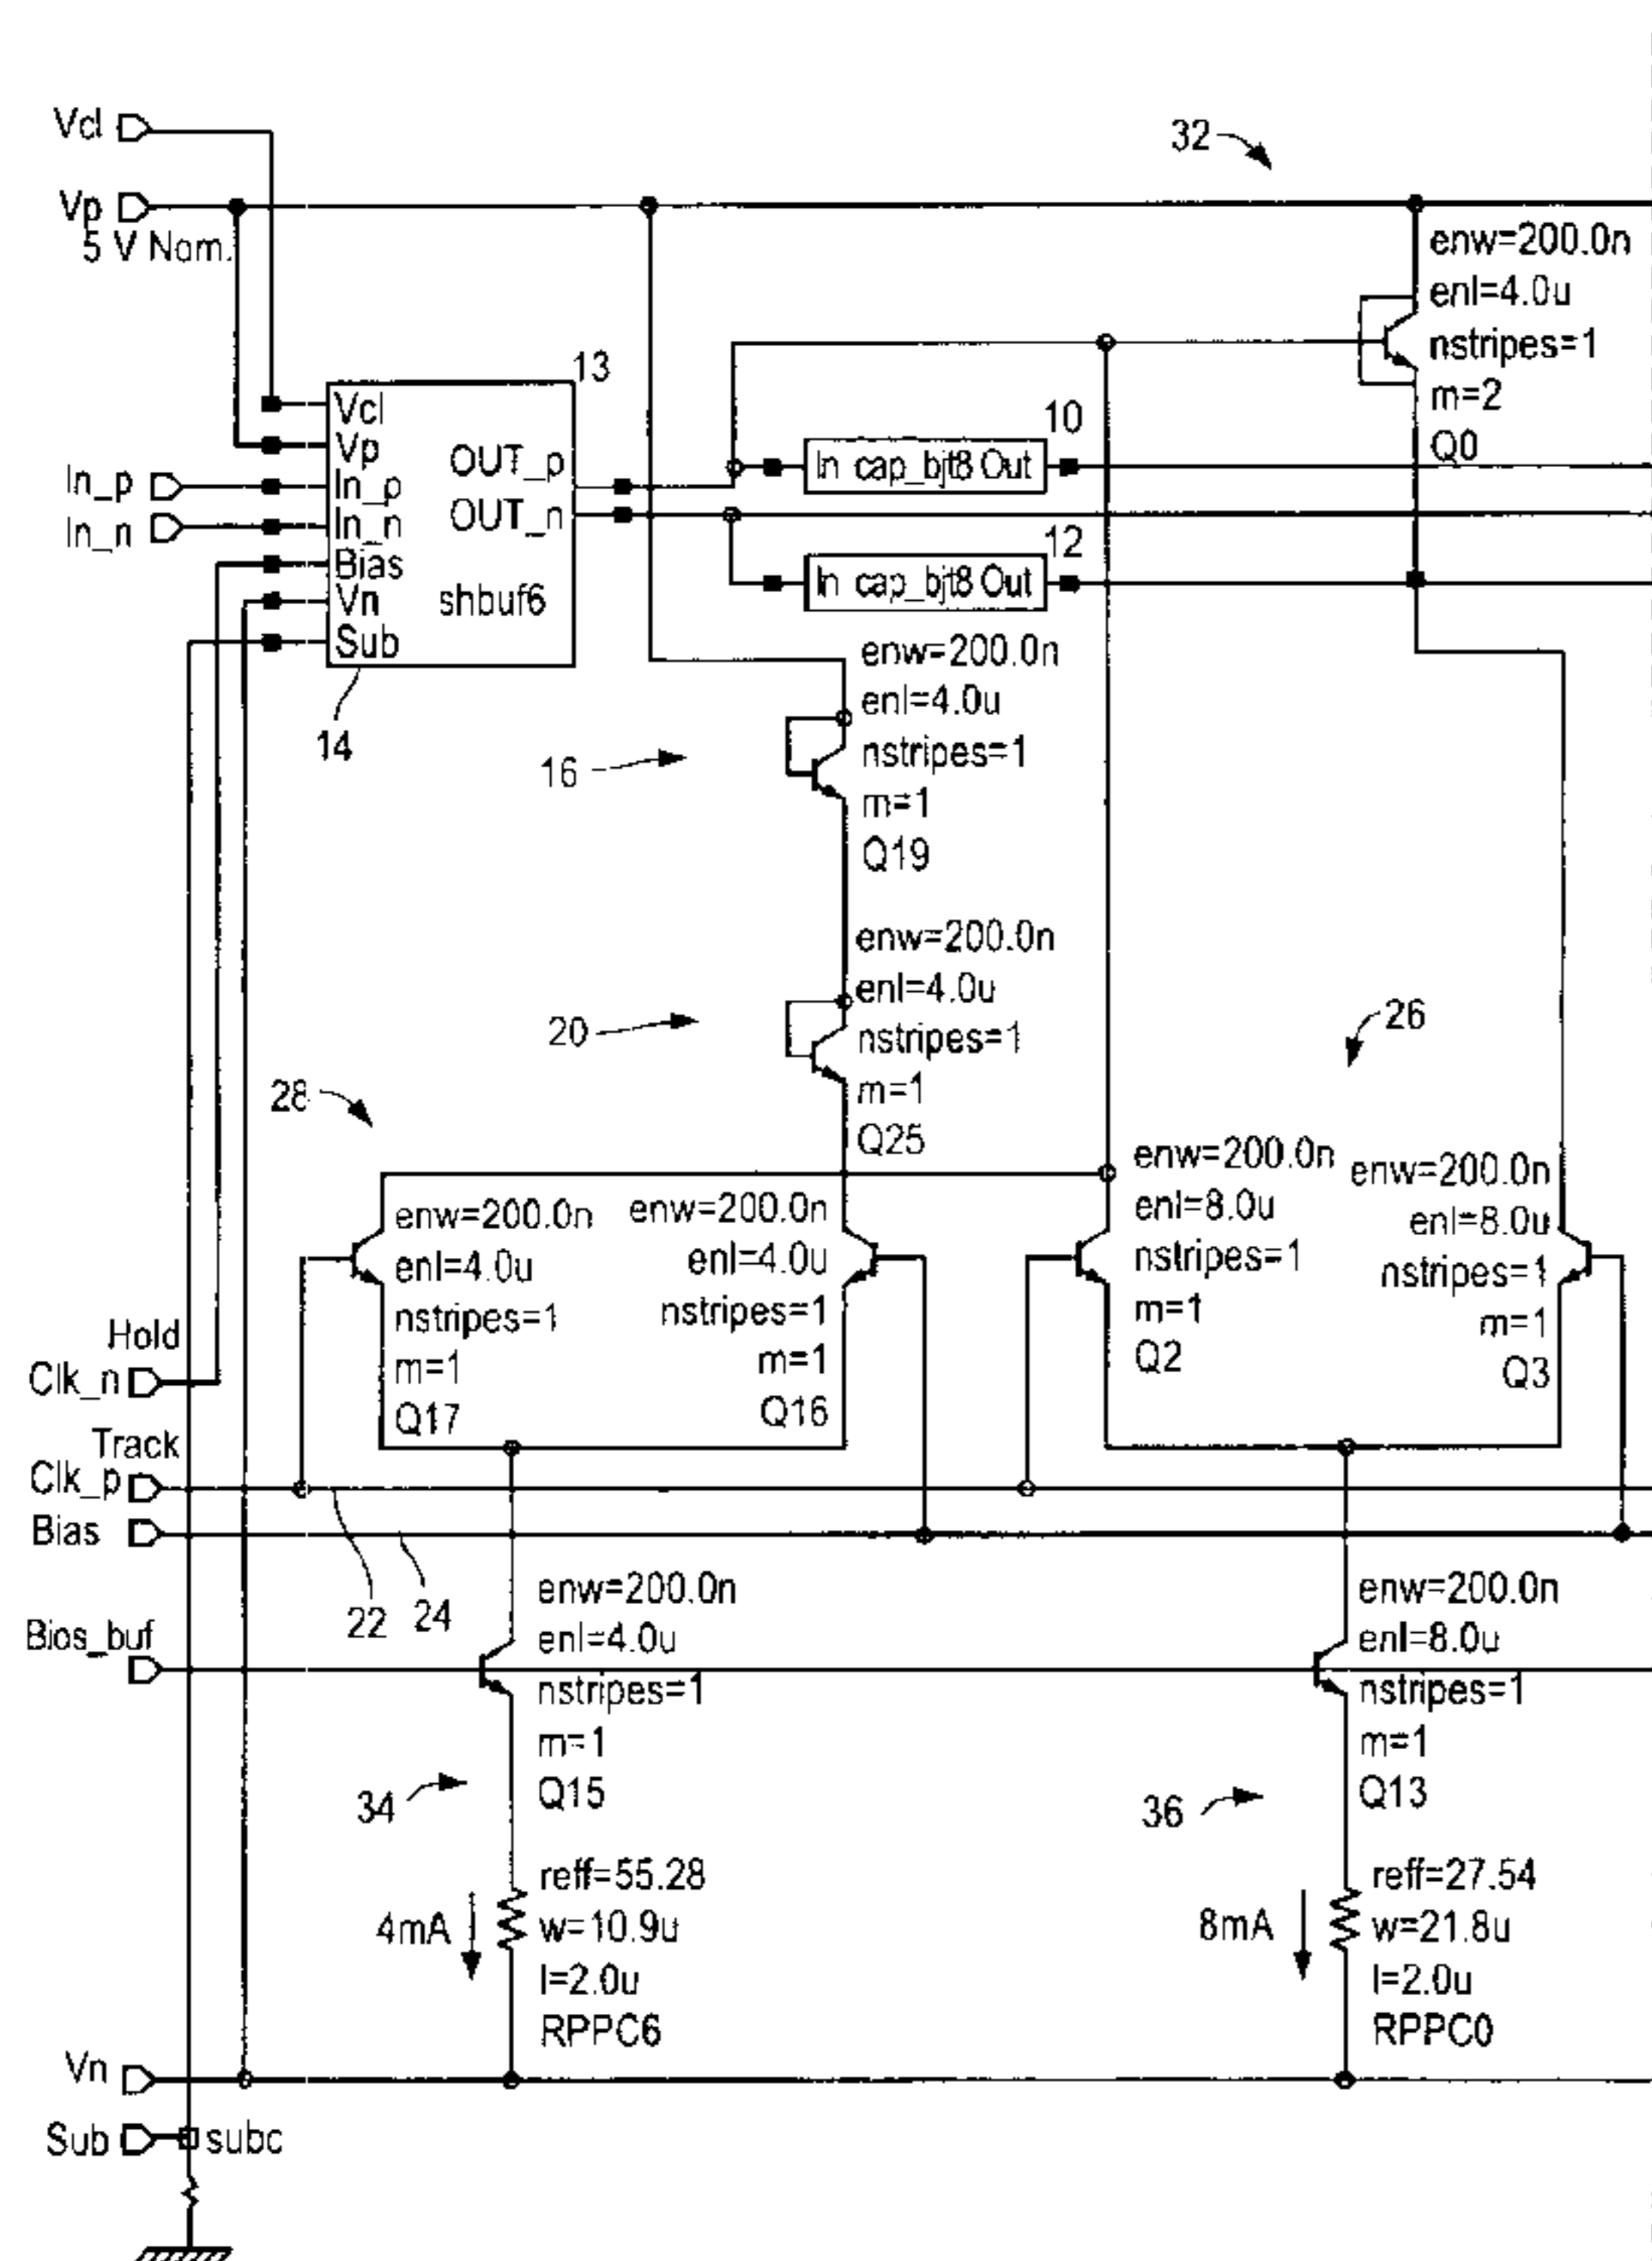 Vcl
32
Vp
5 V Nom.
enw=200.0n
enl=4.0u
nstripes=1
m=2
Q0
13
Vcl
Vp
In_p
In_n
Bias
Vn
Sub
OUT_p
OUT_n
shbuf6
In_p
In_n
14
10
In cap_bjt8 Out
12
In cap_bjt8 Out
16
enw=200.0n
enl=4.0u
nstripes=1
m=1
Q19
20
enw=200.0n
enl=4.0u
nstripes=1
m=1
Q25
26
28
enw=200.0n
enl=4.0u
nstripes=1
m=1
Q17
enw=200.0n
enl=4.0u
nstripes=1
m=1
Q16
enw=200.0n
enl=8.0u
nstripes=1
m=1
Q2
enw=200.0n
enl=8.0u
nstripes=1
m=1
Q3
Hold
Clk_n
Track
Clk_p
Bias
22
24
Bios_buf
enw=200.0n
enl=4.0u
nstripes=1
m=1
Q15
enw=200.0n
enl=8.0u
nstripes=1
m=1
Q13
34
36
4mA
reff=55.28
w=10.9u
l=2.0u
RPPC6
8mA
reff=27.54
w=21.8u
l=2.0u
RPPC0
Vn
Sub
subc